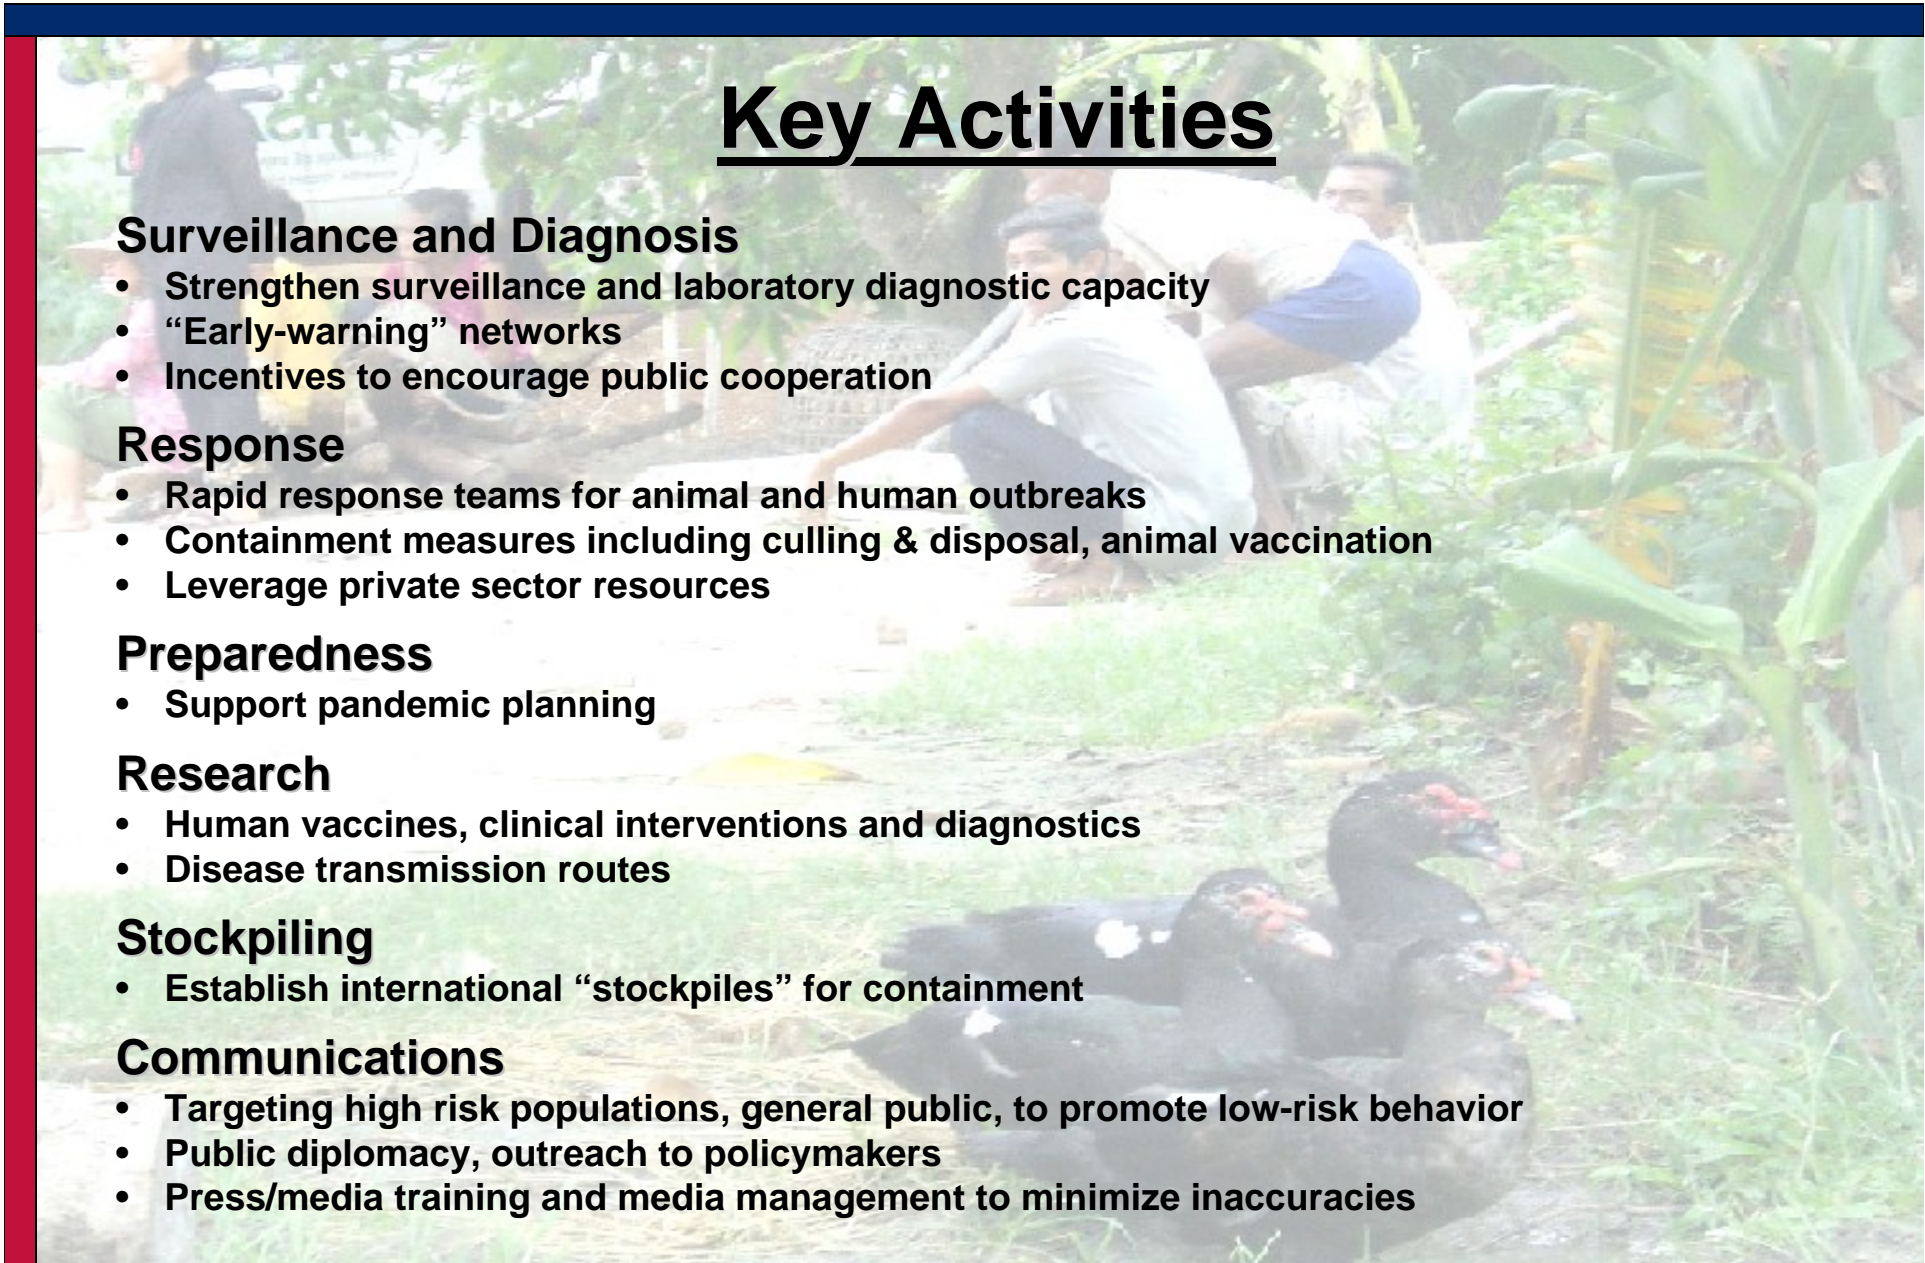 Key Activities
Surveillance and Diagnosis
• Strengthen surveillance and laboratory diagnostic capacity
• “Early-warning” networks
• Incentives to encourage public cooperation
Response
• Rapid response teams for animal and human outbreaks
• Containment measures including culling & disposal, animal vaccination
• Leverage private sector resources
Preparedness
• Support pandemic planning
Research
• Human vaccines, clinical interventions and diagnostics
• Disease transmission routes
Stockpiling
• Establish international “stockpiles” for containment
Communications
• Targeting high risk populations, general public, to promote low-risk behavior
• Public diplomacy, outreach to policymakers
• Press/media training and media management to minimize inaccuracies